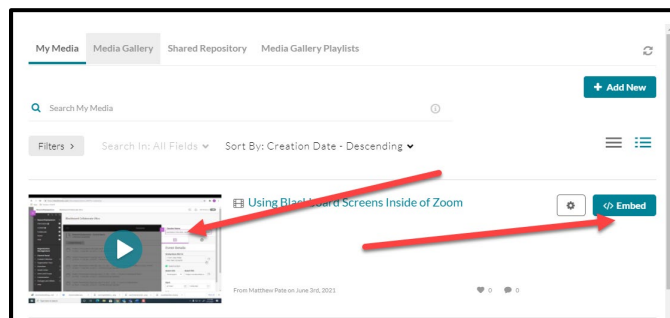 My Media Media Gallery Shared Repository Media Gallery Playlists
+ Add New
Search My Media
Filters > Search In: All Fields Sort By: Creation Date - Descending
Using Blackboard Screens Inside of Zoom
</> Embed
From Matthew Pate on June 3rd, 2021 0 0